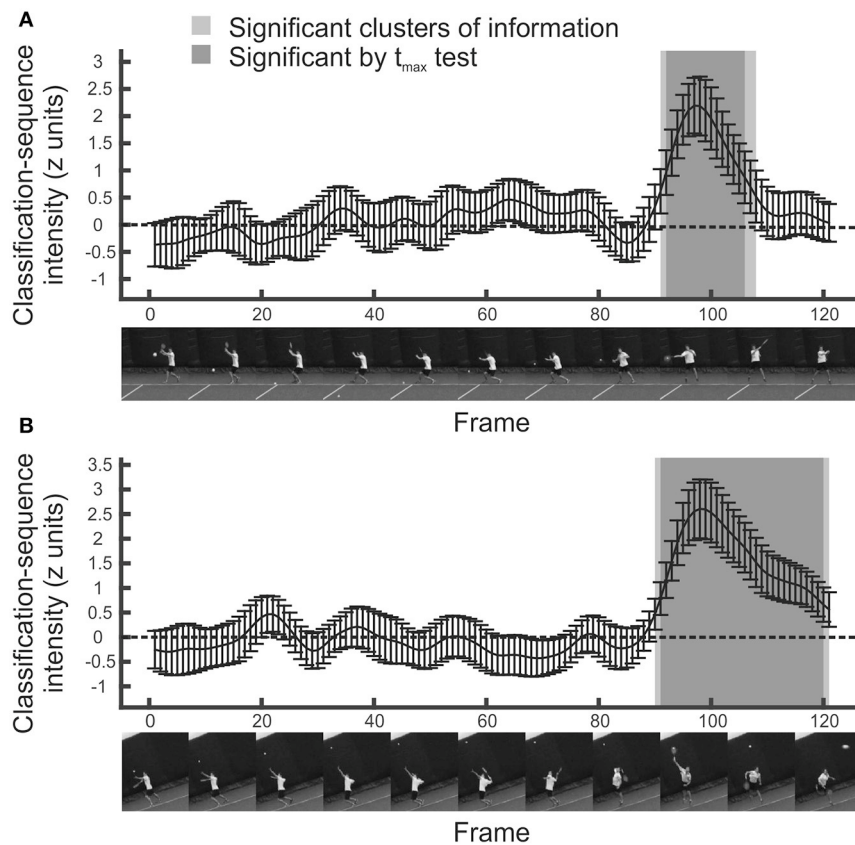 A
Significant clusters of information
Significant by tmax test
Classification-sequence
intensity (z units)
3
2.5
2
1.5
1
0.5
0
-0.5
-1
0 20 40 60 80 100 120
Frame
B
Classification-sequence
intensity (z units)
3.5
3
2.5
2
1.5
1
0.5
0
-0.5
-1
0 20 40 60 80 100 120
Frame